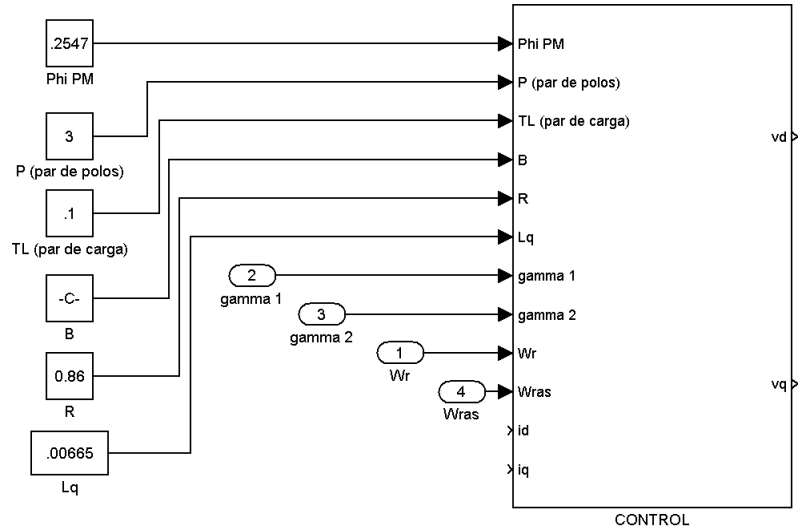 .2547
Phi PM
3
P (par de polos)
.1
TL (par de carga)
-C-
B
0.86
R
.00665
Lq
2
gamma 1
3
gamma 2
1
Wr
4
Wras
Phi PM
P (par de polos)
TL (par de carga)
B
R
Lq
gamma 1
gamma 2
Wr
Wras
id
iq
vd
vq
CONTROL